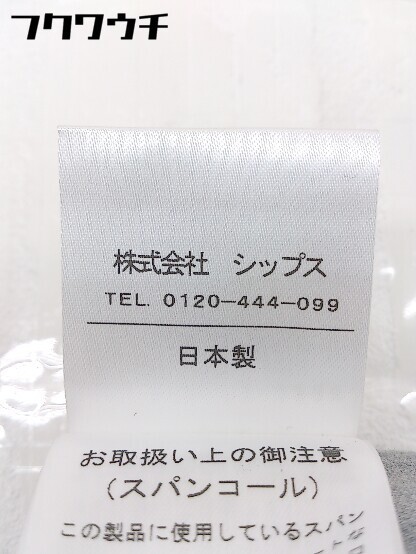 フクワウチ
株式会社 シップス
TEL. 0120-444-099
日本製
お取扱い上の御注意
(スパンコール)
この製品に使用しているスパン